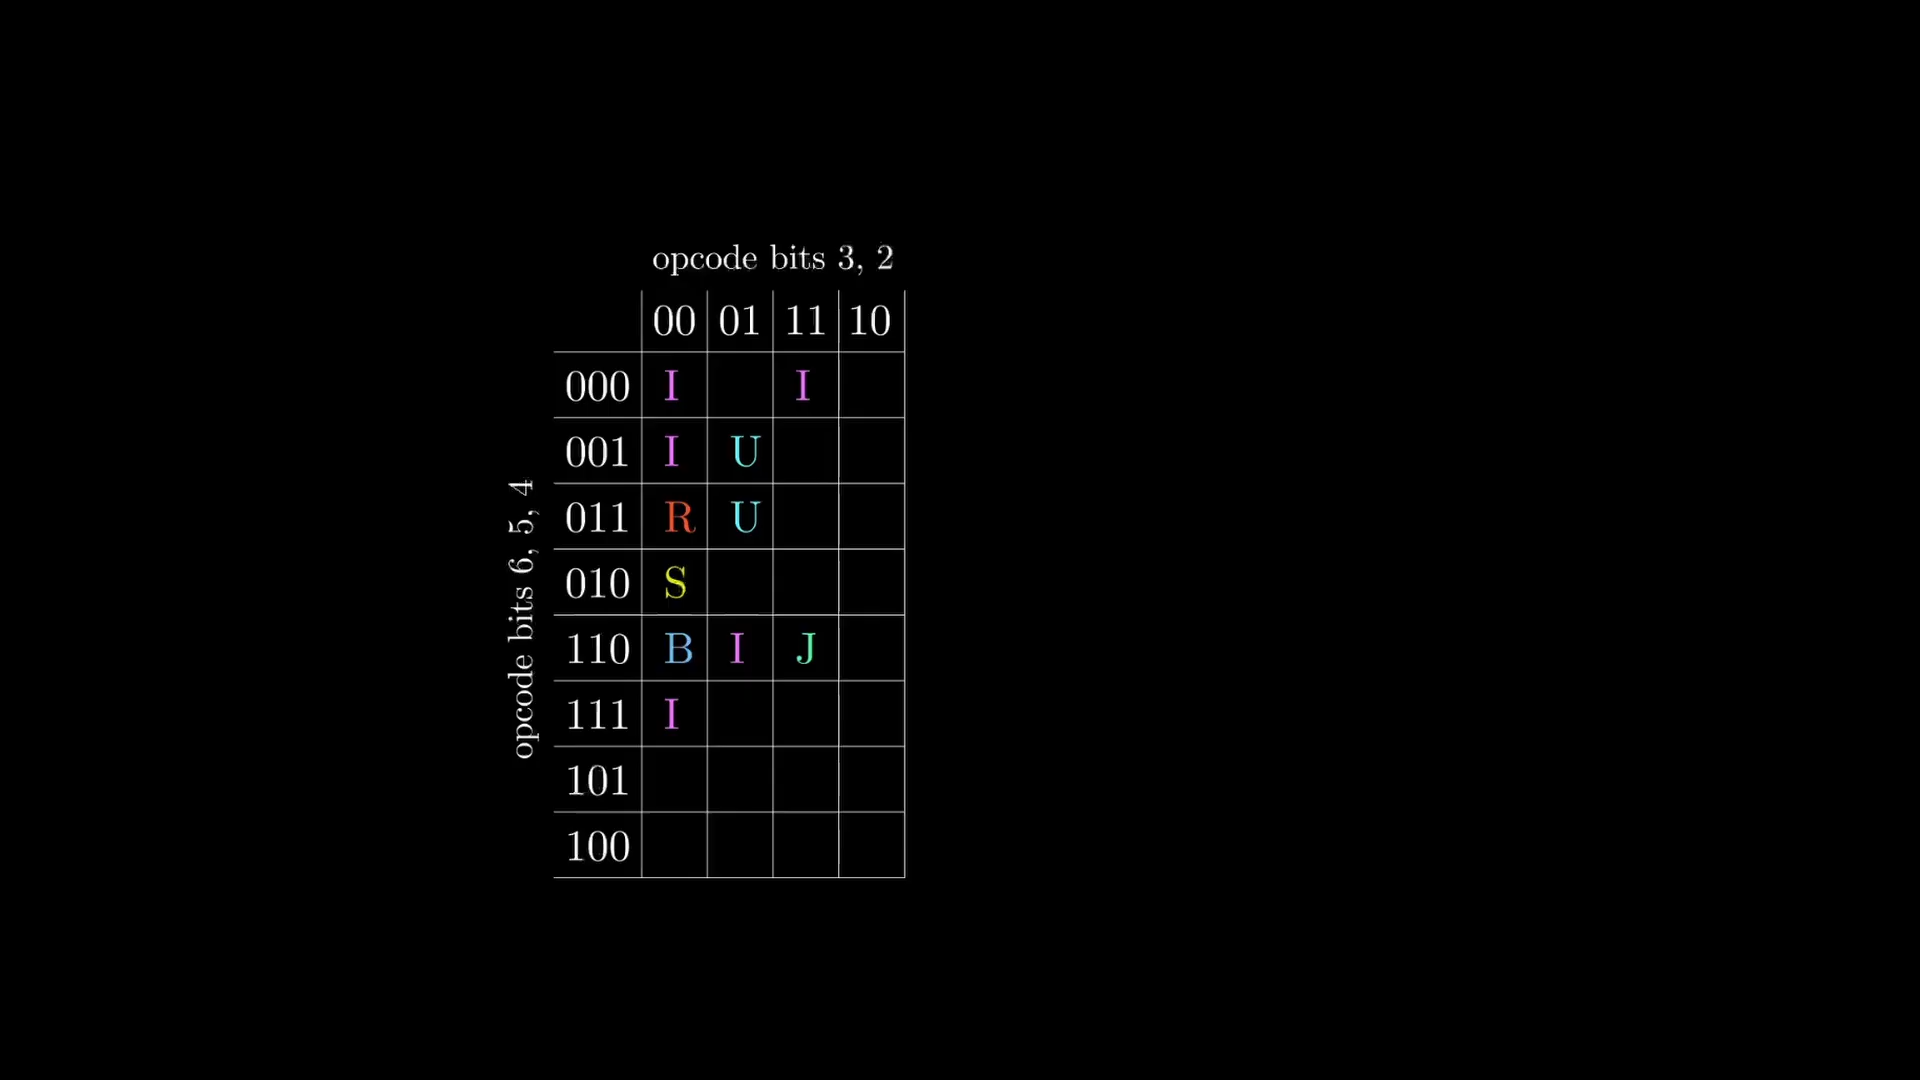 opcode bits 3, 2
00 01 11 10
000 I I
001 I U
011 R U
010 S
110 B I J
111 I
101
100
opcode bits 6, 5, 4